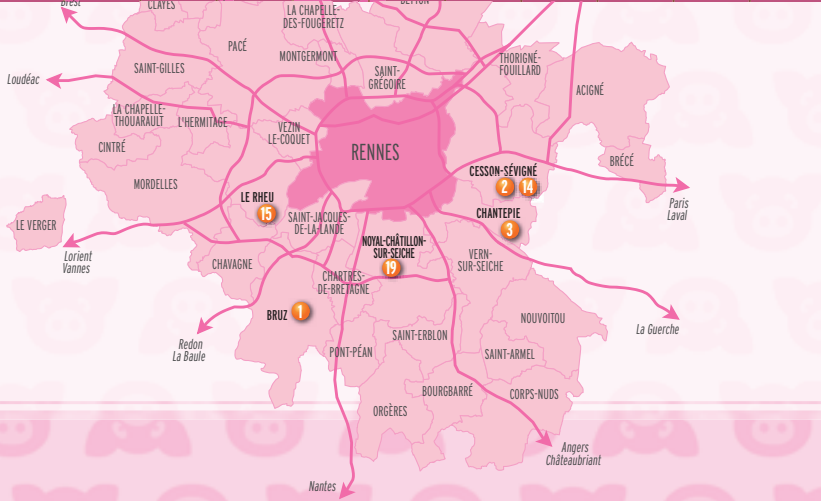 Brest
CLAYES
LA CHAPELLE-
DES-FOUGERETZ
BETTON
PACÉ
MONTGERMONT
SAINT-GILLES
SAINT-
GRÉGOIRE
THORIGNÉ-
FOUILLARD
Loudéac
ACIGNÉ
LA CHAPELLE-
THOUARAULT
L'HERMITAGE
VEZIN
LE-COQUET
CINTRÉ
RENNES
BRÉCÉ
MORDELLES
CESSON-SÉVIGNÉ
2 14
Paris
Laval
LE RHEU
15
SAINT-JACQUES-
DE-LA-LANDE
CHANTEPIE
3
LE VERGER
NOYAL-CHÂTILLON-
SUR-SEICHE
19
Lorient
Vannes
CHAVAGNE
VERN-
SUR-SEICHE
CHARTRES-
DE-BRETAGNE
BRUZ 1
NOUVOITOU
La Guerche
Redon
La Baule
SAINT-ERBLON
PONT-PÉAN
SAINT-ARMEL
BOURGBARRÉ
CORPS-NUDS
ORGÈRES
Angers
Châteaubriant
Nantes